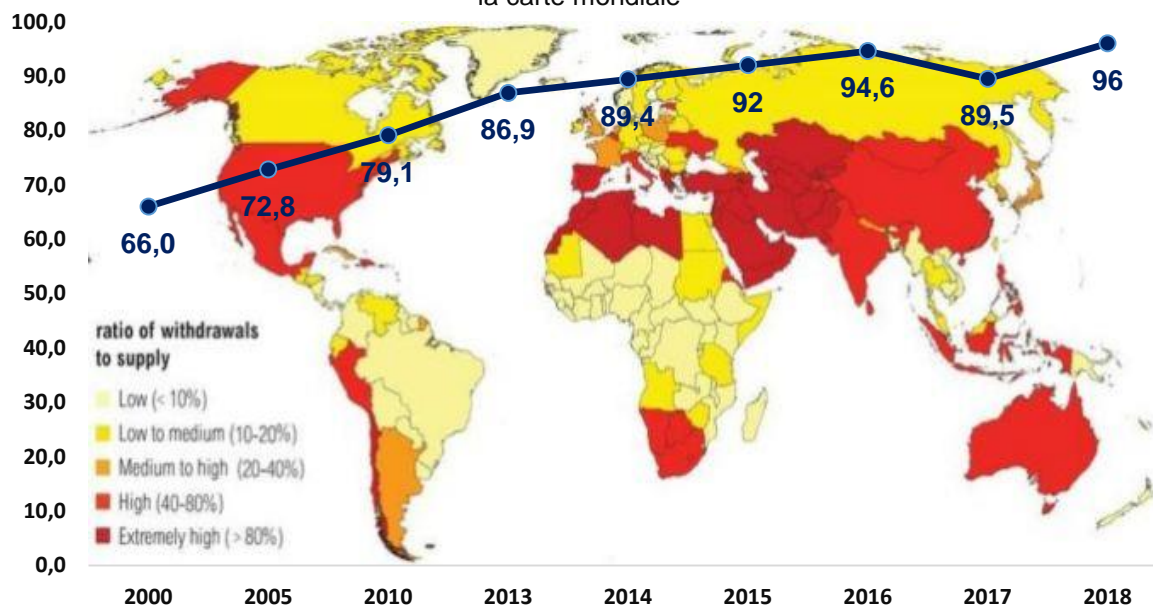 la carte mondiale
100,0
90,0
80,0
70,0
60,0
50,0
40,0
30,0
20,0
10,0
0,0
66,0
72,8
79,1
86,9
89,4
92
94,6
89,5
96
ratio of withdrawals
to supply
Low (< 10%)
Low to medium (10-20%)
Medium to high (20-40%)
High (40-80%)
Extremely high (> 80%)
2000 2005 2010 2013 2014 2015 2016 2017 2018